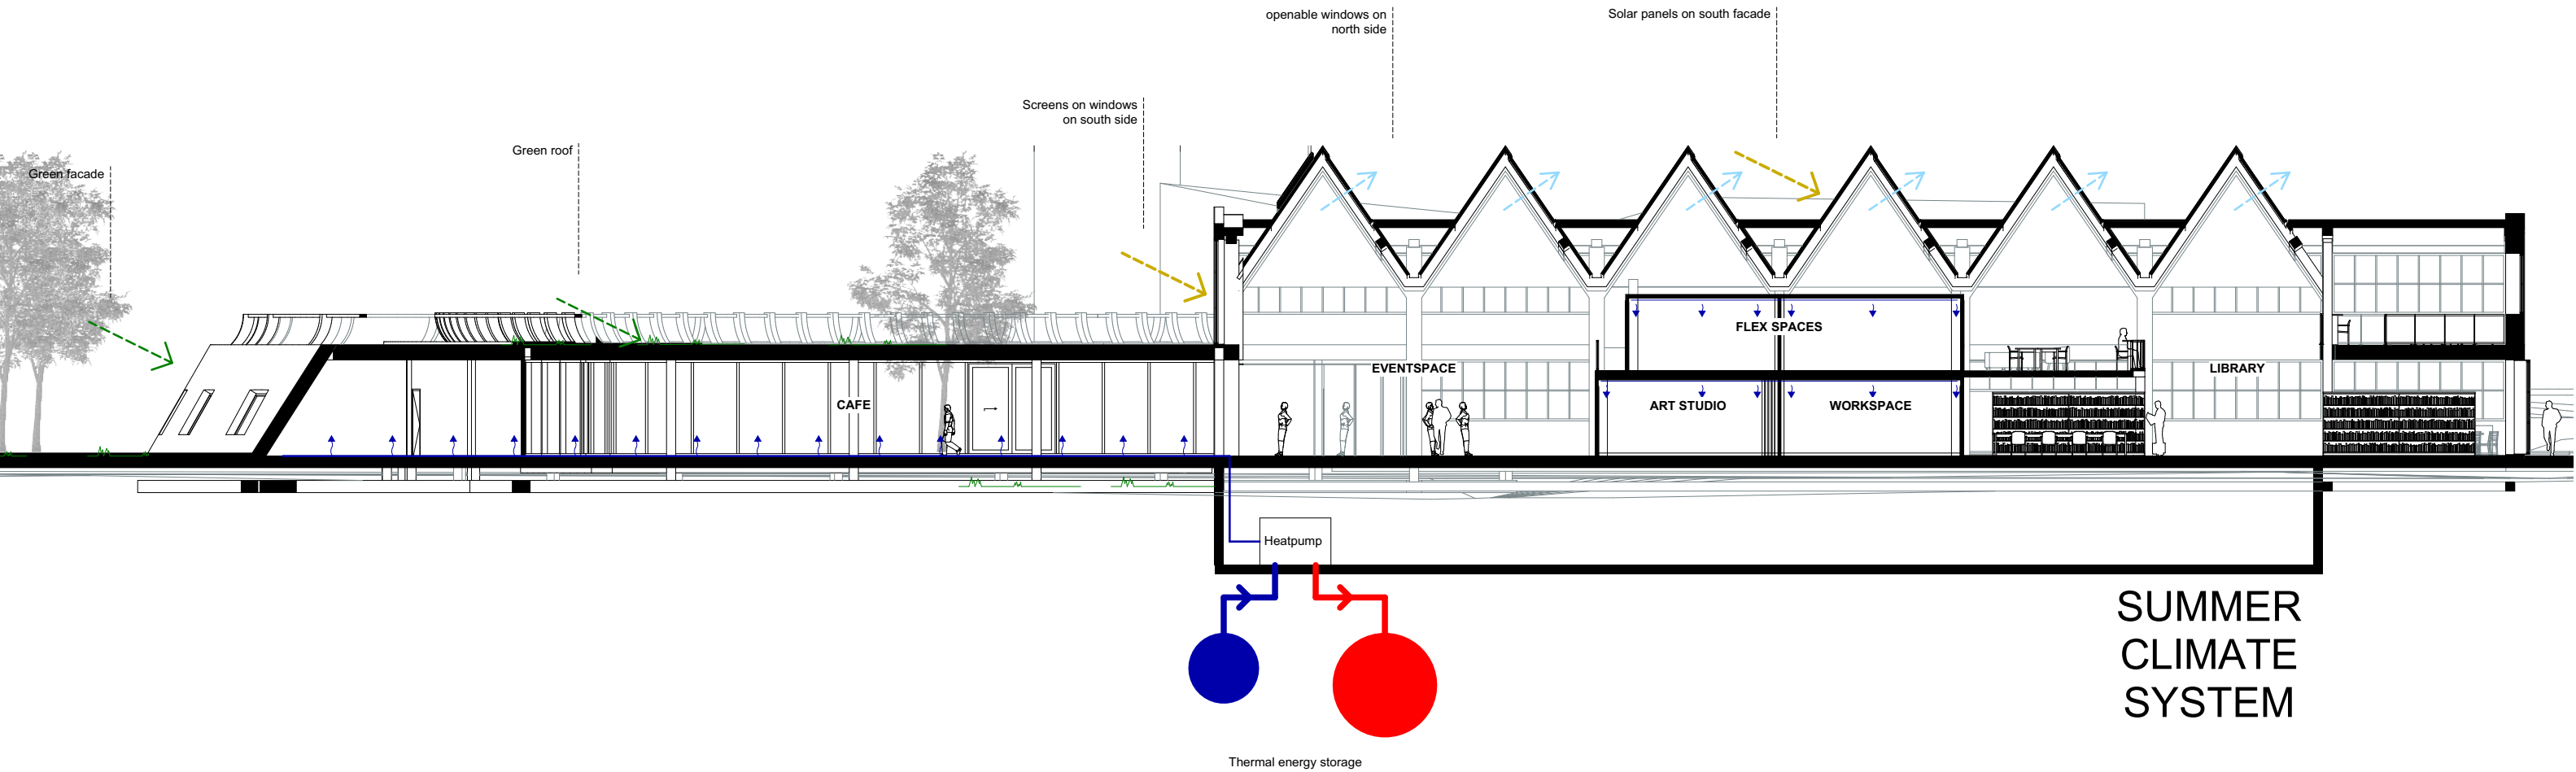 openable windows on
north side
Solar panels on south facade
Screens on windows
on south side
Green roof
Green facade
FLEX SPACES
EVENTSPACE
LIBRARY
CAFE
ART STUDIO
WORKSPACE
Heatpump
SUMMER
CLIMATE
SYSTEM
Thermal energy storage